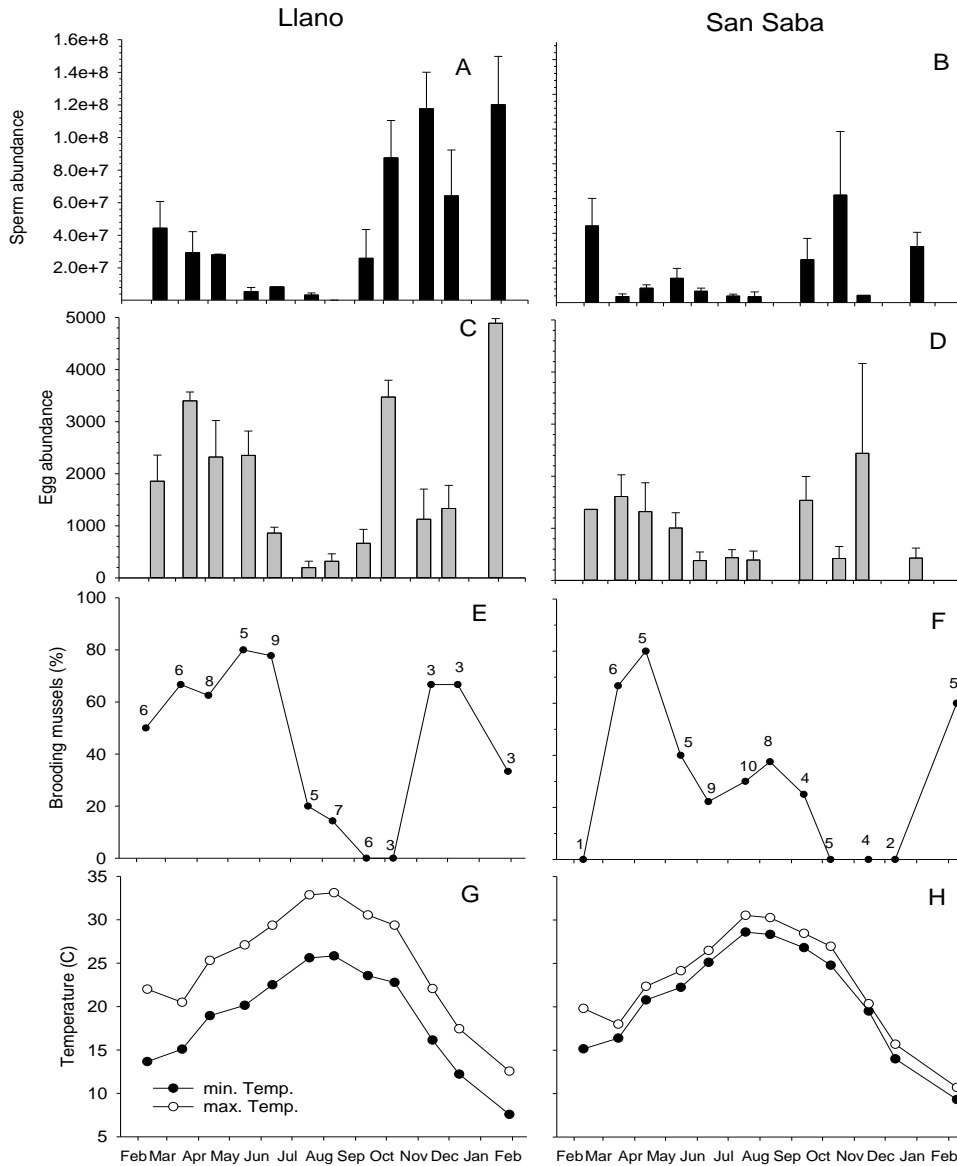 Llano
San Saba
A
B
Sperm abundance
1.6e+8
1.4e+8
1.2e+8
1.0e+8
8.0e+7
6.0e+7
4.0e+7
2.0e+7
C
D
Egg abundance
5000
4000
3000
2000
1000
0
E
F
Brooding mussels (%)
100
80
60
40
20
0
6
6
8
5
9
5
7
6
3
3
3
3
1
6
5
5
9
10
8
4
5
4
2
5
G
H
Temperature (C)
35
30
25
20
15
10
5
min. Temp.
max. Temp.
Feb Mar Apr May Jun Jul Aug Sep Oct Nov Dec Jan Feb
Feb Mar Apr May Jun Jul Aug Sep Oct Nov Dec Jan Feb